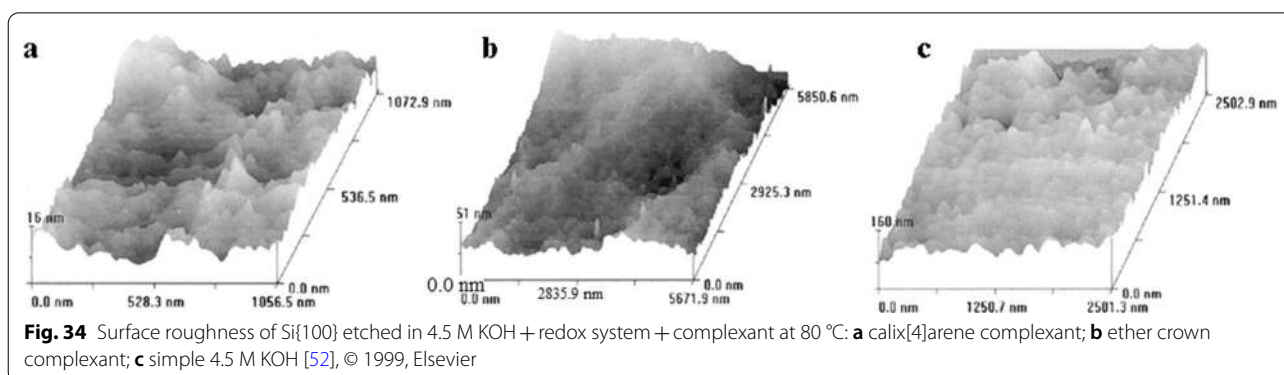 a
1072.9 nm
536.5 nm
16 nm
0.0 nm
0.0 nm
528.3 nm
1056.5 nm
b
5850.6 nm
2925.3 nm
51 nm
0.0 nm
0.0 nm
0.0 nm
2835.9 nm
5671.9 nm
c
2502.9 nm
1251.4 nm
160 nm
0.0 nm
0.0 nm
1250.7 nm
2501.3 nm
Fig. 34 Surface roughness of Si{100} etched in 4.5 M KOH + redox system + complexant at 80 °C: a calix[4]arene complexant; b ether crown
complexant; c simple 4.5 M KOH [52], © 1999, Elsevier